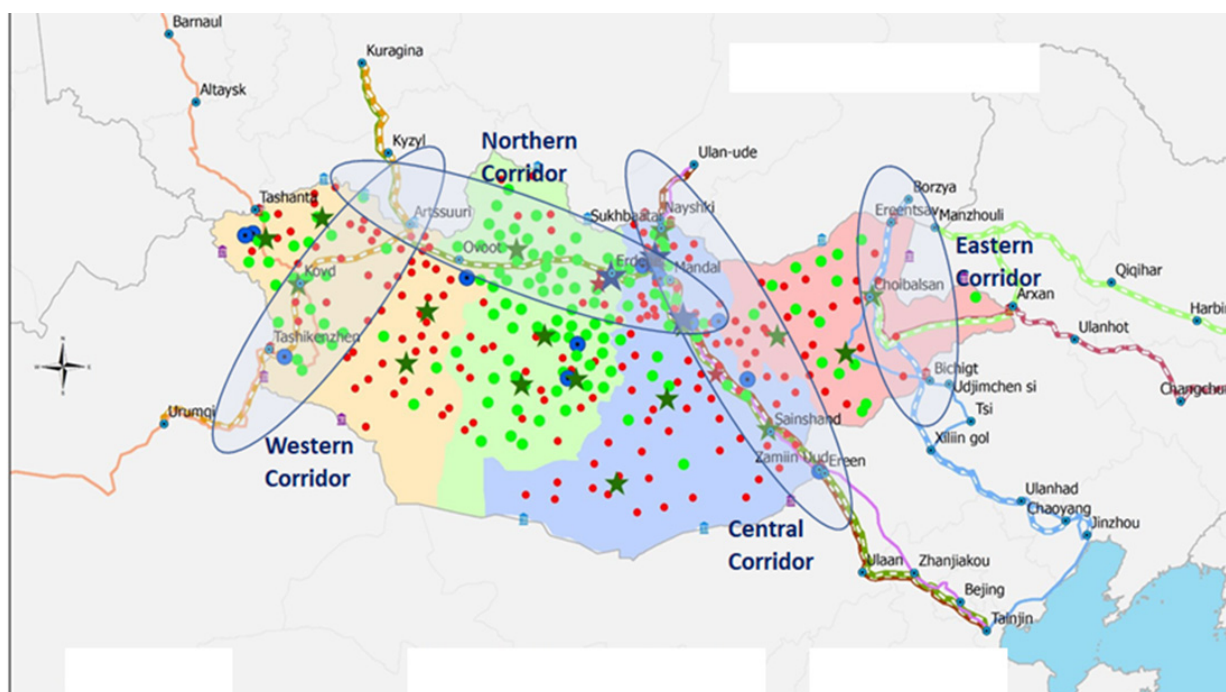 Barnaul
Kuragina
Altaysk
Kyzyl
Northern
Corridor
Ulan-ude
Tashanta
Artssuuri
Sukhbaatar
Nayshki
Borzya
Ereentsav
Manzhouli
Eastern
Corridor
Ovoot
Mandal
Kovd
Choibalsan
Qiqihar
Arxan
Harbin
Ulanhot
Tashikenzhen
Bichigt
Udjimchen si
Changchun
Urumqi
Tsi
Sainshand
Xiliin gol
Western
Corridor
Zamiin Uud
Ereen
Ulanhad
Chaoyang
Jinzhou
Central
Corridor
Ulaan
Zhanjiakou
Bejing
Tainjin